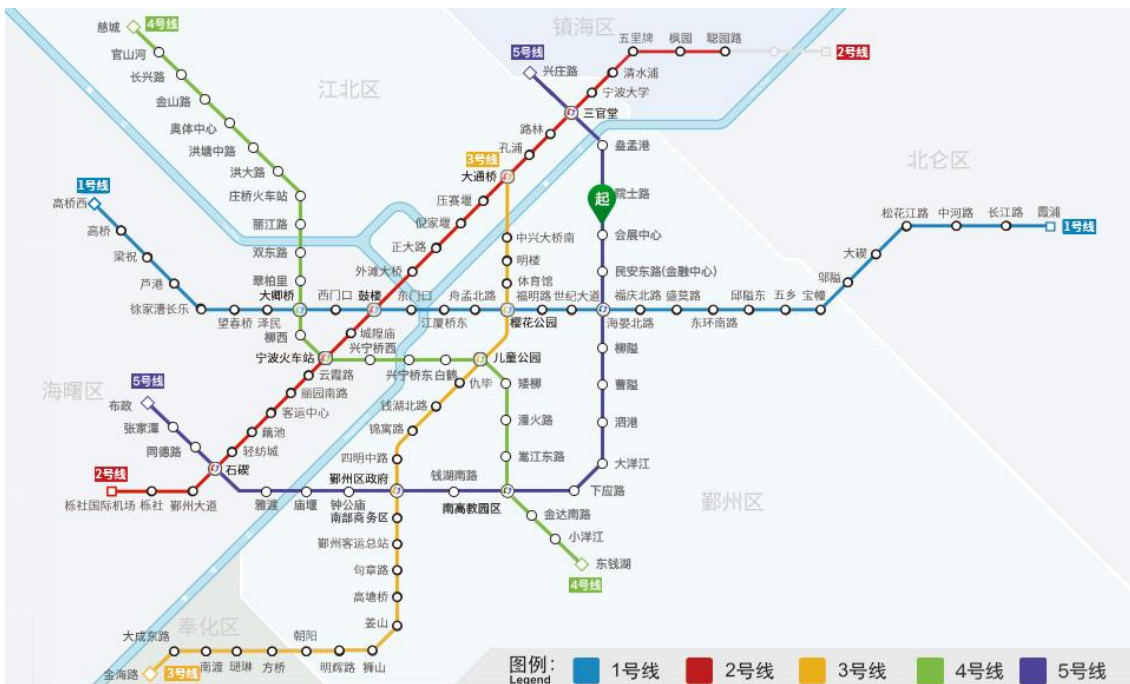 慈城
4号线
官山河
长兴路
金山路
奥体中心
洪塘中路
洪大路
庄桥火车站
丽江路
双东路
翠柏里
大卿桥
柳西
江北区
镇海区
北仑区
海曙区
鄞州区
奉化区
5号线
兴庄路
五里牌
枫园
聪园路
2号线
清水浦
宁波大学
三官堂
路林
孔浦
3号线
大通桥
压赛堰
倪家堰
正大路
外滩大桥
盘孟港
院士路
起
会展中心
民安东路(金融中心)
中兴大桥南
明楼
体育馆
1号线
高桥西
高桥
梁祝
芦港
徐家漕长乐
望春桥
泽民
西门口
鼓楼
东门口
江厦桥东
舟孟北路
樱花公园
福明路
世纪大道
海晏北路
福庆北路
盛莫路
东环南路
邱隘东
五乡
宝幢
邬隘
大碶
松花江路
中河路
长江路
霞浦
1号线
城隍庙
宁波火车站
兴宁桥西
兴宁桥东
白鹤
儿童公园
云霞路
丽园南路
客运中心
藕池
轻纺城
石碶
仇毕
钱湖北路
锦寓路
四明中路
鄞州区政府
矮柳
潘火路
嵩江东路
柳隘
曹隘
泗港
大洋江
下应路
5号线
布政
张家潭
同德路
2号线
栎社国际机场
栎社
鄞州大道
雅渡
庙堰
钟公庙
钱湖南路
南高教园区
金达南路
小洋江
东钱湖
4号线
南部商务区
鄞州客运总站
句章路
高塘桥
姜山
大成东路
金海路
3号线
南渡
琎琳
方桥
朝阳
明辉路
狮山
图例：
Legend
1号线
2号线
3号线
4号线
5号线